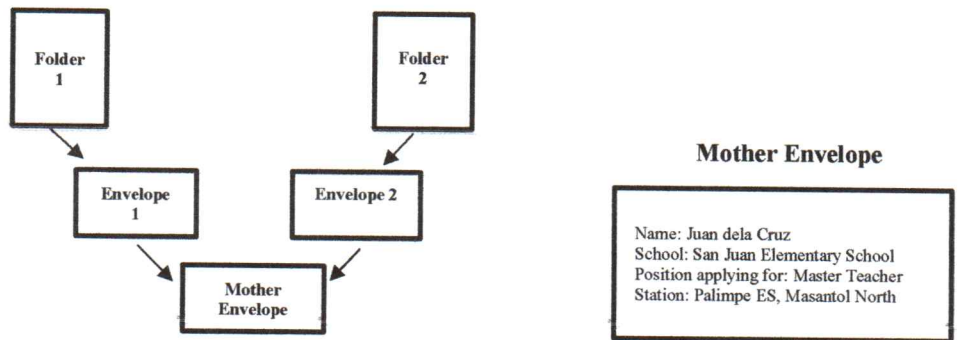 Folder
1
Folder
2
Envelope
1
Envelope 2
Mother
Envelope
Mother Envelope
Name: Juan dela Cruz
School: San Juan Elementary School
Position applying for: Master Teacher
Station: Palimpe ES, Masantol North